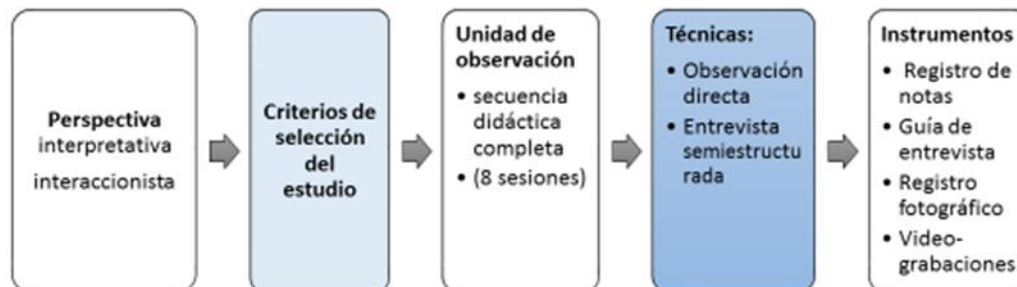 Perspectiva
interpretativa
interaccionista
Criterios de
selección
del
estudio
Unidad de
observación
• secuencia
didáctica
completa
• (8 sesiones)
Técnicas:
• Observación
directa
• Entrevista
semiestructu
rada
Instrumentos
• Registro de
notas
• Guía de
entrevista
• Registro
fotográfico
• Video-
grabaciones